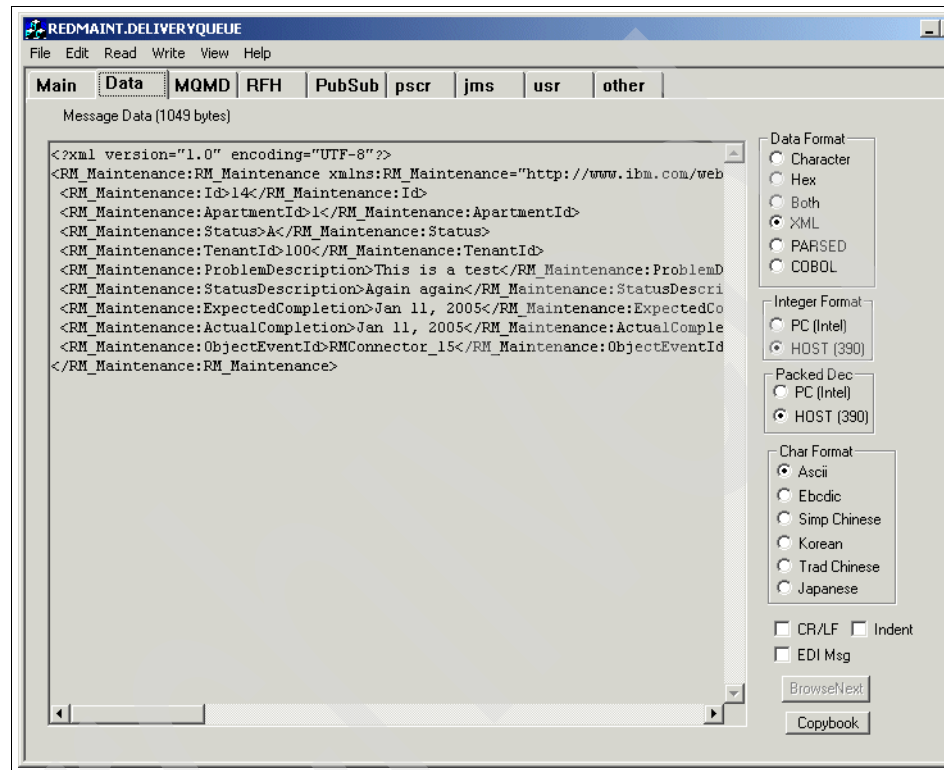 REDMAINT.DELIVERYQUEUE
File Edit Read Write View Help
Main Data MQMD RFH PubSub pscr jms usr other
Message Data (1049 bytes)
<?xml version="1.0" encoding="UTF-8"?>
<RM_Maintenance:RM_Maintenance xmlns:RM_Maintenance="http://www.ibm.com/web
<RM_Maintenance:Id>14</RM_Maintenance:Id>
<RM_Maintenance:ApartmentId>1</RM_Maintenance:ApartmentId>
<RM_Maintenance:Status>A</RM_Maintenance:Status>
<RM_Maintenance:TenantId>100</RM_Maintenance:TenantId>
<RM_Maintenance:ProblemDescription>This is a test</RM_Maintenance:ProblemD
<RM_Maintenance:StatusDescription>Again again</RM_Maintenance:StatusDescri
<RM_Maintenance:ExpectedCompletion>Jan 11, 2005</RM_Maintenance:ExpectedCo
<RM_Maintenance:ActualCompletion>Jan 11, 2005</RM_Maintenance:ActualComple
<RM_Maintenance:ObjectEventId>RMConnector_15</RM_Maintenance:ObjectEventId
</RM_Maintenance:RM_Maintenance>
Data Format
Character
Hex
Both
XML
PARSED
COBOL
Integer Format
PC (Intel)
HOST (390)
Packed Dec
PC (Intel)
HOST (390)
Char Format
Ascii
Ebcdic
Simp Chinese
Korean
Trad Chinese
Japanese
CR/LF Indent
EDI Msg
BrowseNext
Copybook